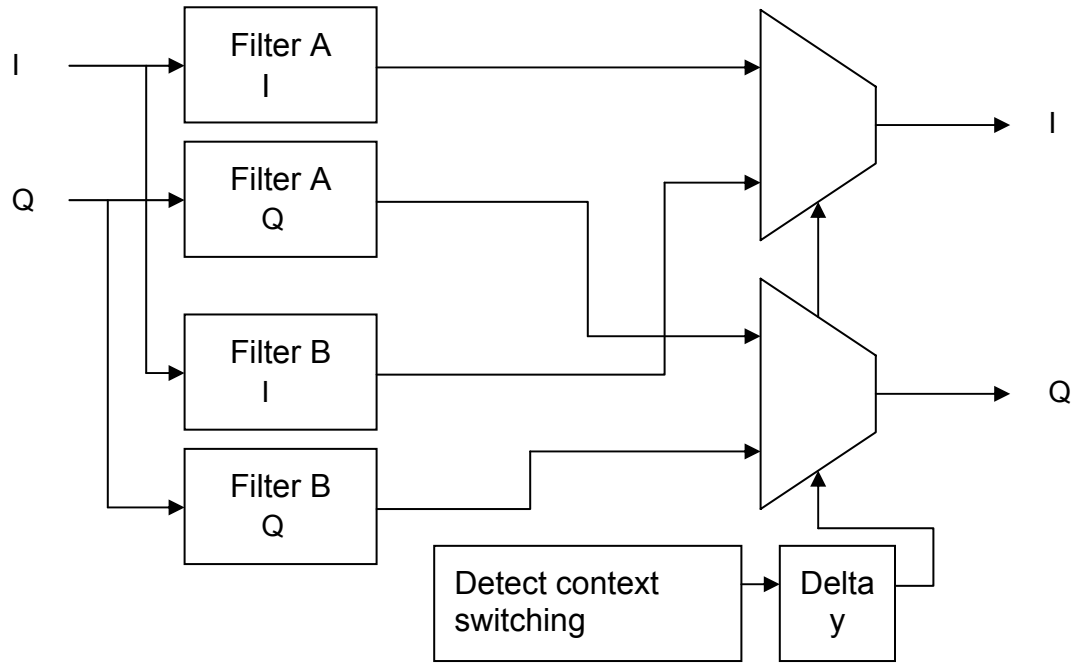 I
Filter A
I
I
Filter A
Q
Q
Filter B
I
Q
Filter B
Q
Detect context
switching
Delta
y